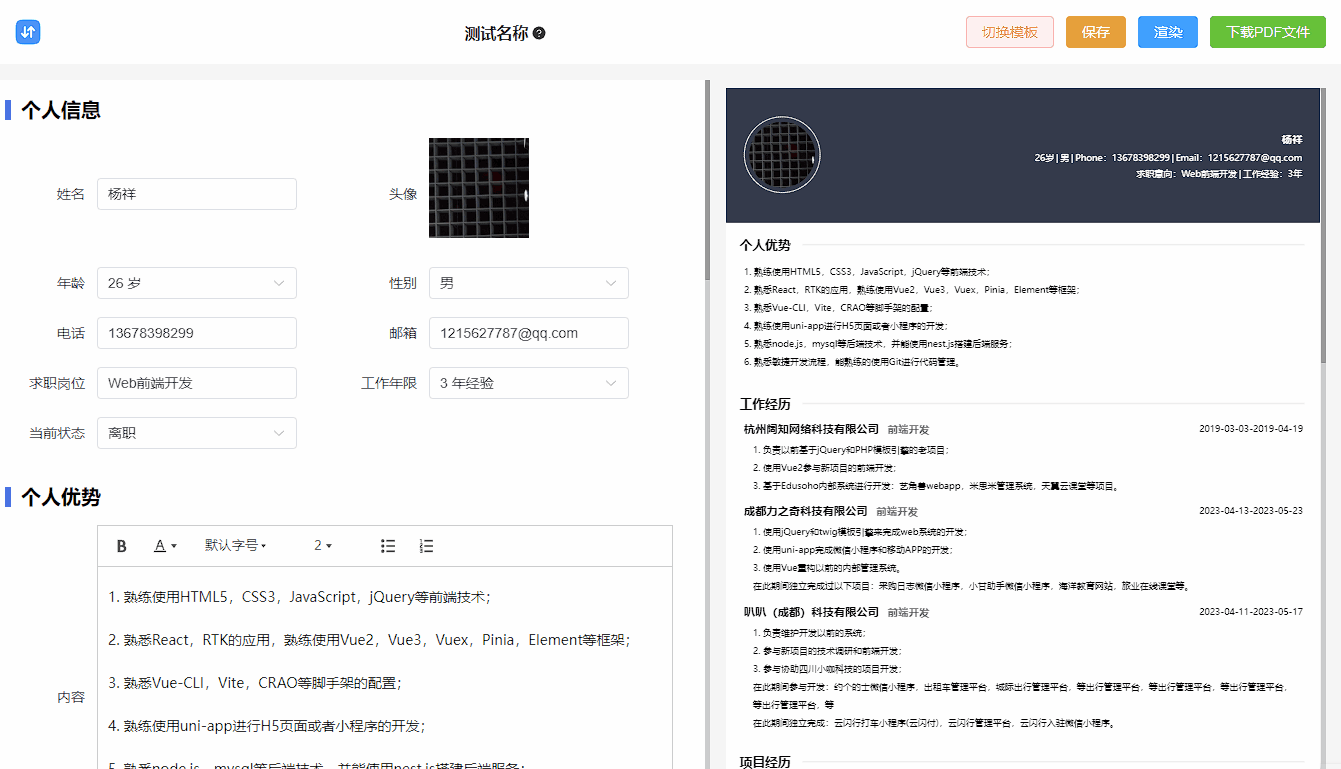 测试名称
切换模板
保存
渲染
下载PDF文件
个人信息
姓名 杨祥
头像
年龄 26 岁
性别 男
电话 13678398299
邮箱 1215627787@qq.com
求职岗位 Web前端开发
工作年限 3 年经验
当前状态 离职
个人优势
B A 默认字号 2
内容
1. 熟练使用HTML5，CSS3，JavaScript，jQuery等前端技术；
2. 熟悉React，RTK的应用，熟练使用Vue2，Vue3，Vuex，Pinia，Element等框架；
3. 熟悉Vue-CLI，Vite，CRAO等脚手架的配置；
4. 熟练使用uni-app进行H5页面或者小程序的开发；
5. 熟悉node.js，mysql等后端技术，并能使用nest.js搭建后端服务；
杨祥
26岁 | 男 | Phone：13678398299 | Email：1215627787@qq.com
求职意向：Web前端开发 | 工作经验：3年
个人优势
1. 熟练使用HTML5，CSS3，JavaScript，jQuery等前端技术；
2. 熟悉React，RTK的应用，熟练使用Vue2，Vue3，Vuex，Pinia，Element等框架；
3. 熟悉Vue-CLI，Vite，CRAO等脚手架的配置；
4. 熟练使用uni-app进行H5页面或者小程序的开发；
5. 熟悉node.js，mysql等后端技术，并能使用nest.js搭建后端服务；
6. 熟悉敏捷开发流程，能熟练的使用Git进行代码管理。
工作经历
杭州阔知网络科技有限公司 前端开发 2019-03-03-2019-04-19
1. 负责以前基于jQuery和PHP模板引擎的老项目；
2. 使用Vue2参与新项目的前端开发；
3. 基于Edusoho内部系统进行开发：艺角兽webapp，米思米管理系统，天翼云课堂等项目。
成都力之奇科技有限公司 前端开发 2023-04-13-2023-05-23
1. 使用jQuery和twig模板引擎来完成web系统的开发；
2. 使用uni-app完成微信小程序和移动APP的开发；
3. 使用Vue重构以前的内部管理系统。
在此期间独立完成过以下项目：采购日志微信小程序，小甘助手微信小程序，海洋教育网站，旅业在线课堂等。
叭叭（成都）科技有限公司 前端开发 2023-04-11-2023-05-17
1. 负责维护开发以前的系统；
2. 参与新项目的技术调研和前端开发；
3. 参与协助四川小咖科技的项目开发；
在此期间参与开发：约个的士微信小程序，出租车管理平台，城际出行管理平台，等出行管理平台，等出行管理平台，等出行管理平台，
等出行管理平台，等
在此期间独立完成：云闪行打车小程序(云闪付)，云闪行管理平台，云闪行入驻微信小程序。
项目经历